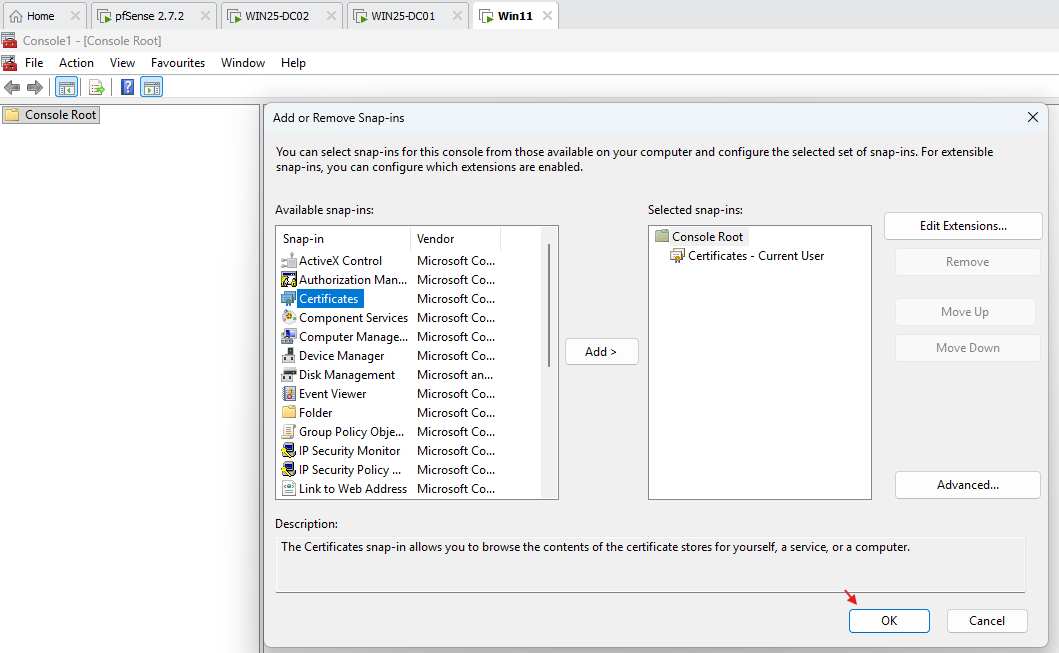 Home
pfSense 2.7.2
WIN25-DC02
WIN25-DC01
Win11
Console1 - [Console Root]
File Action View Favourites Window Help
Console Root
Add or Remove Snap-ins
You can select snap-ins for this console from those available on your computer and configure the selected set of snap-ins. For extensible
snap-ins, you can configure which extensions are enabled.
Available snap-ins:
Snap-in Vendor
ActiveX Control Microsoft Co...
Authorization Man... Microsoft Co...
Certificates Microsoft Co...
Component Services Microsoft Co...
Computer Manage... Microsoft Co...
Device Manager Microsoft Co...
Disk Management Microsoft an...
Event Viewer Microsoft Co...
Folder Microsoft Co...
Group Policy Obje... Microsoft Co...
IP Security Monitor Microsoft Co...
IP Security Policy ... Microsoft Co...
Link to Web Address Microsoft Co...
Add >
Selected snap-ins:
Console Root
Certificates - Current User
Edit Extensions...
Remove
Move Up
Move Down
Advanced...
Description:
The Certificates snap-in allows you to browse the contents of the certificate stores for yourself, a service, or a computer.
OK
Cancel